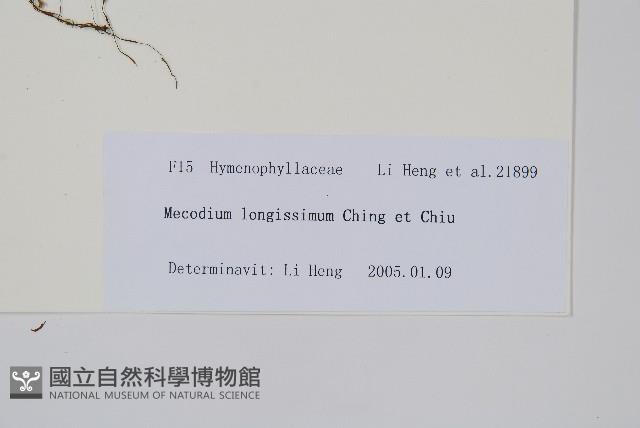 F15 Hymenophyllaceae Li Heng et al.21899
Mecodium longissimum Ching et Chiu
Determinavit: Li Heng 2005.01.09
國立自然科學博物館
NATIONAL MUSEUM OF NATURAL SCIENCE